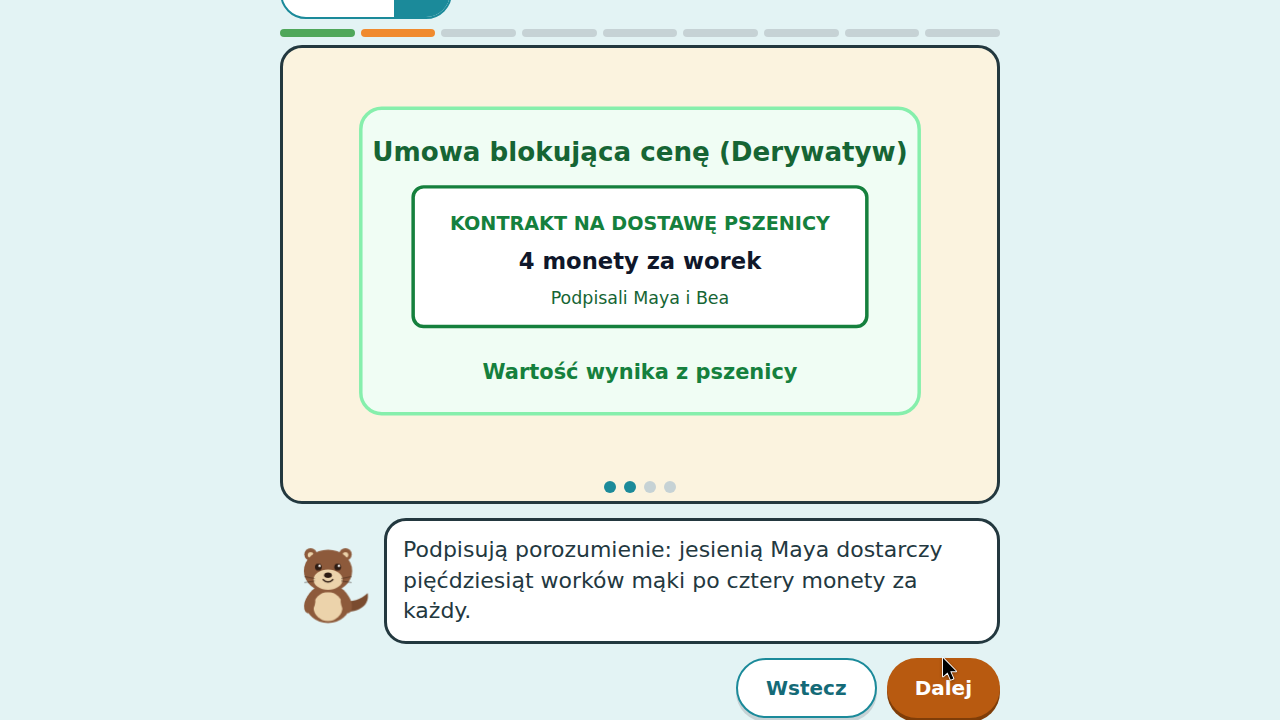 Umowa blokująca cenę (Derywatyw)
KONTRAKT NA DOSTAWĘ PSZENICY
4 monety za worek
Podpisali Maya i Bea
Wartość wynika z pszenicy
Podpisują porozumienie: jesienią Maya dostarczy
pięćdziesiąt worków mąki po cztery monety za
każdy.
Wstecz
Dalej